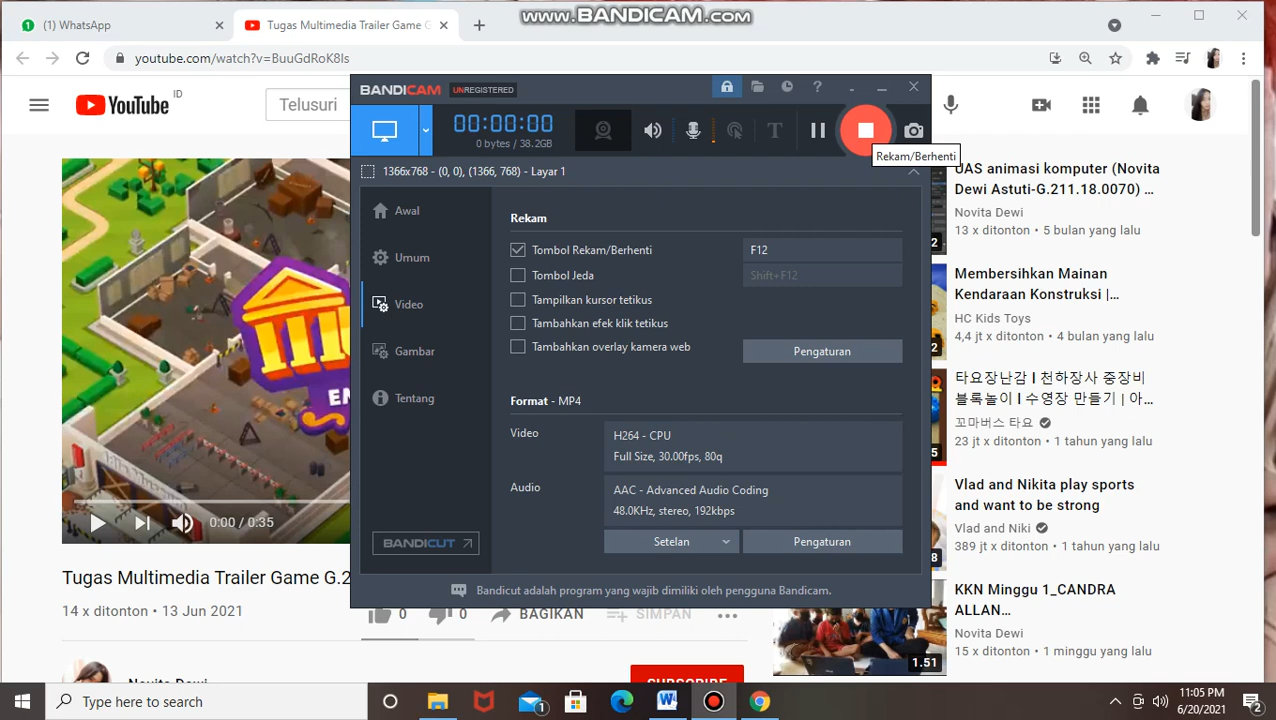 (1) WhatsApp
Tugas Multimedia Trailer Game G
www.BANDICAM.com
youtube.com/watch?v=BuuGdRoK8Is
YouTube
ID
Telusuri
BANDICAM
UNREGISTERED
00:00:00
0 bytes / 38.2GB
Rekam/Berhenti
1366x768 - (0, 0), (1366, 768) - Layar 1
Awal
Umum
Video
Gambar
Tentang
BANDICUT
Rekam
Tombol Rekam/Berhenti
F12
Tombol Jeda
Shift+F12
Tampilkan kursor tetikus
Tambahkan efek klik tetikus
Tambahkan overlay kamera web
Pengaturan
Format - MP4
Video
H264 - CPU
Full Size, 30.00fps, 80q
Audio
AAC - Advanced Audio Coding
48.0KHz, stereo, 192kbps
Setelan
Pengaturan
Bandicut adalah program yang wajib dimiliki oleh pengguna Bandicam.
0:00 / 0:35
Tugas Multimedia Trailer Game G.2
14 x ditonton • 13 Jun 2021
0
0
BAGIKAN
SIMPAN
Novita Dewi
SUBSCRIBE
UAS animasi komputer (Novita
Dewi Astuti-G.211.18.0070) ...
Novita Dewi
13 x ditonton • 5 bulan yang lalu
Membersihkan Mainan
Kendaraan Konstruksi |...
HC Kids Toys
4,4 jt x ditonton • 4 bulan yang lalu
타요장난감 l 천하장사 중장비
블록놀이 l 수영장 만들기 | 아...
꼬마버스 타요
23 jt x ditonton • 1 tahun yang lalu
Vlad and Nikita play sports
and want to be strong
Vlad and Niki
389 jt x ditonton • 1 tahun yang lalu
KKN Minggu 1_CANDRA
ALLAN...
Novita Dewi
15 x ditonton • 1 minggu yang lalu
1.51
Type here to search
1
11:05 PM
6/20/2021
2